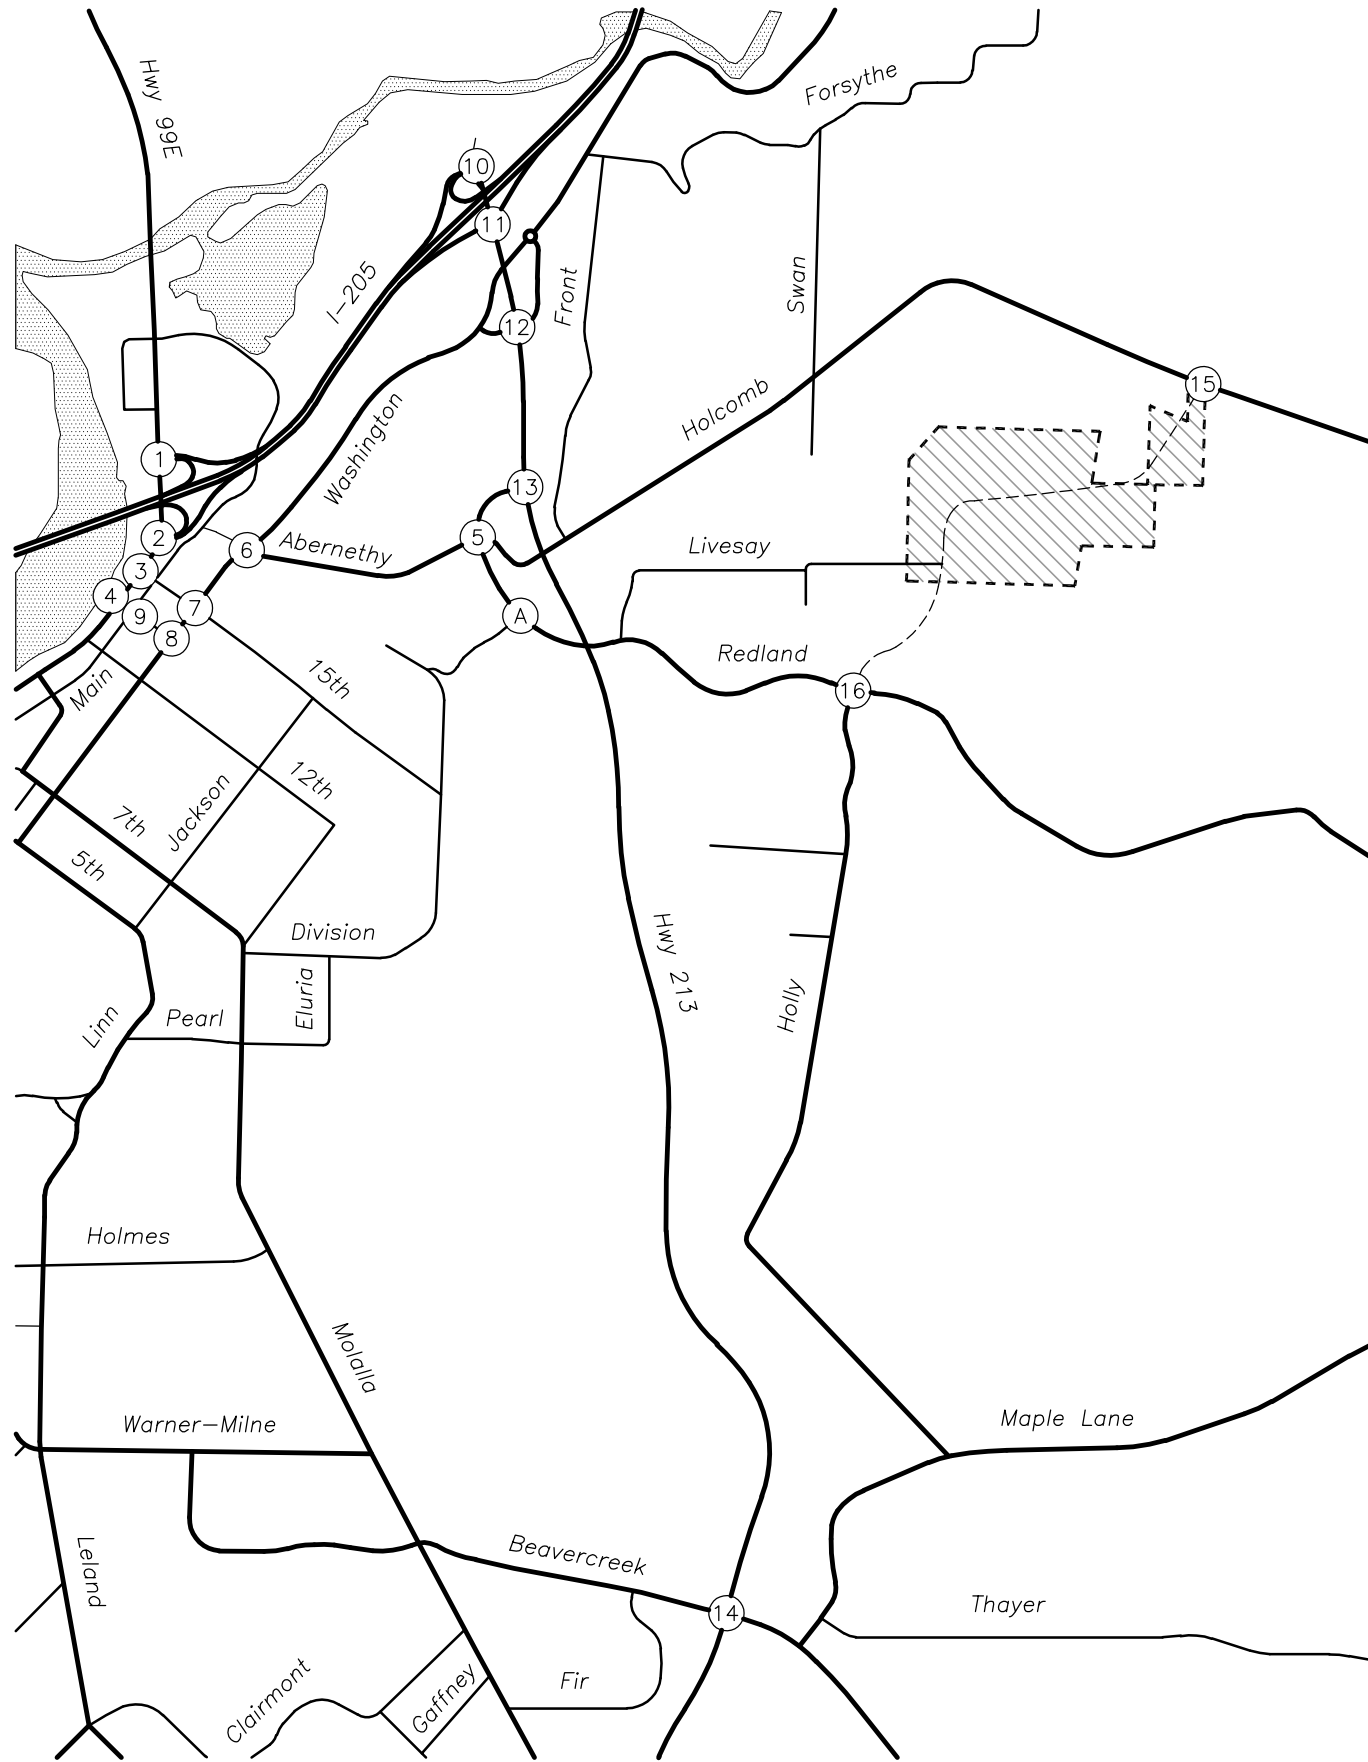 Hwy 99E
Forsythe
10
11
I-205
Front
Swan
12
15
Holcomb
Washington
1
13
2
5
6
Abernethy
Livesay
3
4
9
7
A
8
Redland
15th
Main
16
12th
Jackson
7th
5th
Division
Hwy 213
Eluria
Holly
Pearl
Linn
Holmes
Molalla
Maple Lane
Warner-Milne
Beavercreek
Leland
Thayer
14
Fir
Clairmont
Gaffney